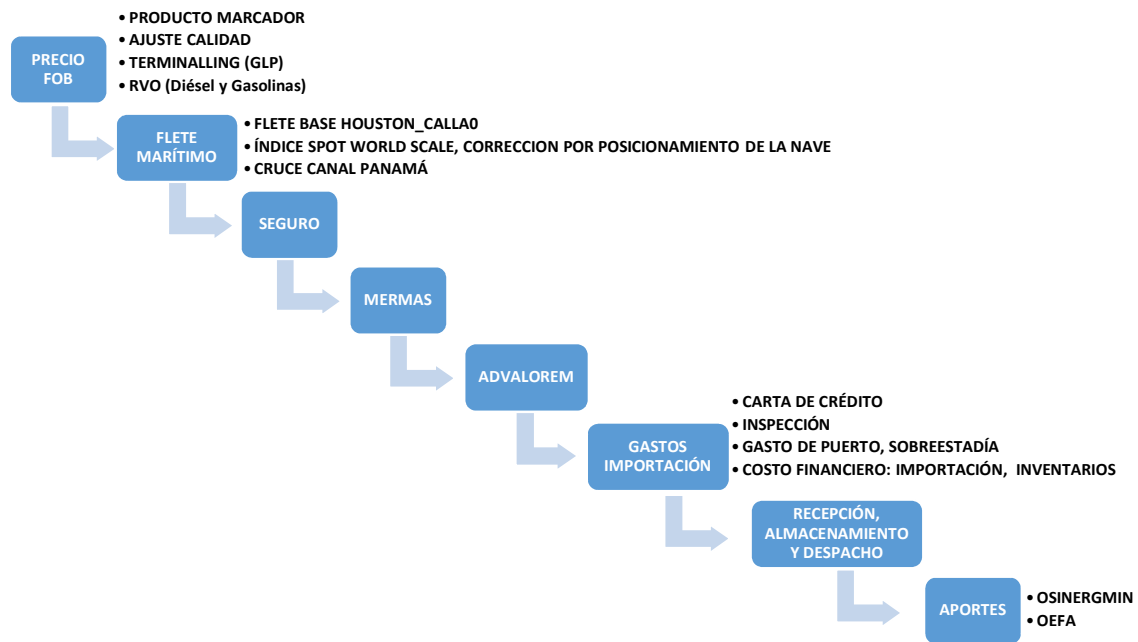 PRECIO
FOB
• PRODUCTO MARCADOR
• AJUSTE CALIDAD
• TERMINALLING (GLP)
• RVO (Diésel y Gasolinas)
FLETE
MARÍTIMO
• FLETE BASE HOUSTON_CALLA0
• ÍNDICE SPOT WORLD SCALE, CORRECCION POR POSICIONAMIENTO DE LA NAVE
• CRUCE CANAL PANAMÁ
SEGURO
MERMAS
ADVALOREM
GASTOS
IMPORTACIÓN
• CARTA DE CRÉDITO
• INSPECCIÓN
• GASTO DE PUERTO, SOBREESTADÍA
• COSTO FINANCIERO: IMPORTACIÓN, INVENTARIOS
RECEPCIÓN,
ALMACENAMIENTO
Y DESPACHO
APORTES
• OSINERGMIN
• OEFA